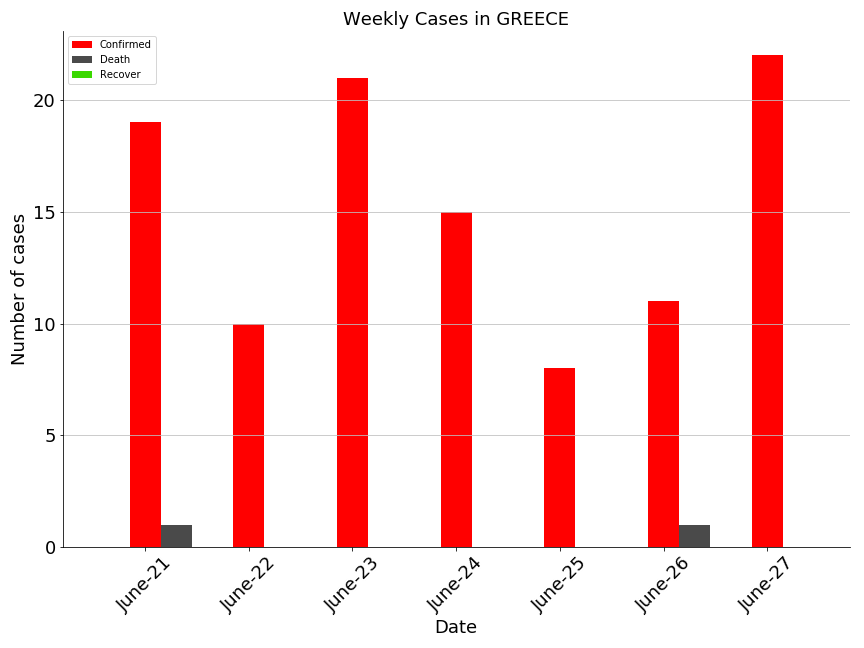 Weekly Cases in GREECE
Confirmed
Death
Recover
Number of cases
20
15
10
5
0
June-21
June-22
June-23
June-24
June-25
June-26
June-27
Date